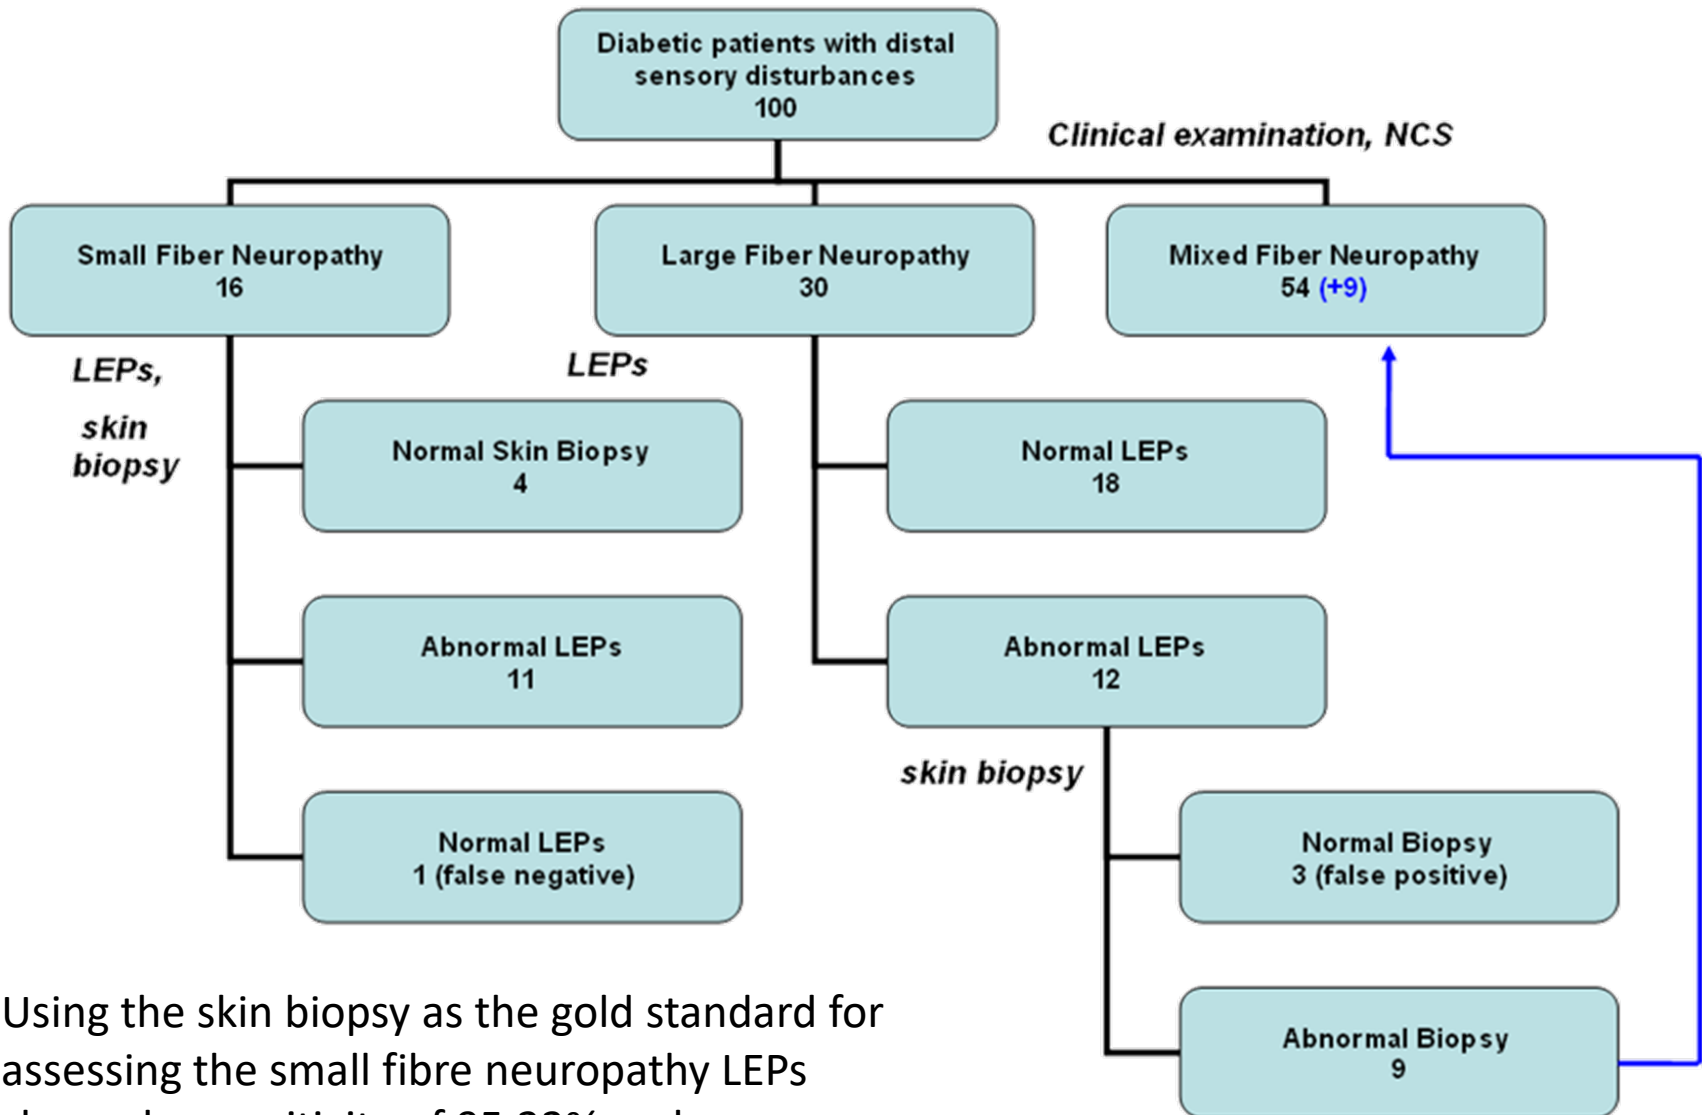 Diabetic patients with distal
sensory disturbances
100
Clinical examination, NCS
Small Fiber Neuropathy
16
Large Fiber Neuropathy
30
Mixed Fiber Neuropathy
54 (+9)
LEPs,
skin
biopsy
LEPs
Normal Skin Biopsy
4
Normal LEPs
18
Abnormal LEPs
11
Abnormal LEPs
12
skin biopsy
Normal LEPs
1 (false negative)
Normal Biopsy
3 (false positive)
Abnormal Biopsy
9
Using the skin biopsy as the gold standard for
assessing the small fibre neuropathy LEPs